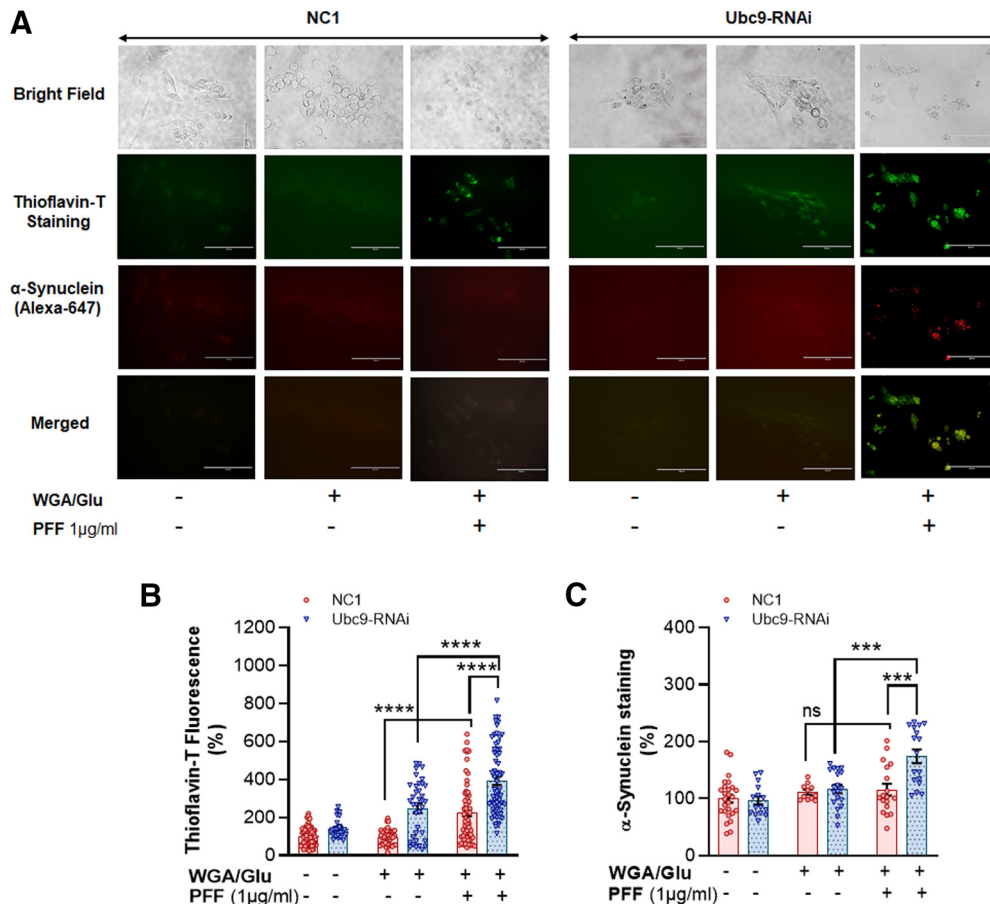 A
NC1
Ubc9-RNAi
Bright Field
Thioflavin-T
Staining
α-Synuclein
(Alexa-647)
Merged
WGA/Glu - + + - + +
PFF 1µg/ml - - + - - +
B
NC1
Ubc9-RNAi
Thioflavin-T Fluorescence
(%)
1200
1000
800
600
400
200
0
****
****
****
WGA/Glu - - + + + +
PFF (1µg/ml) - - - - + +
C
NC1
Ubc9-RNAi
α-Synuclein staining
(%)
400
300
200
100
0
***
***
ns
WGA/Glu - - + + + +
PFF (1µg/ml) - - - - + +